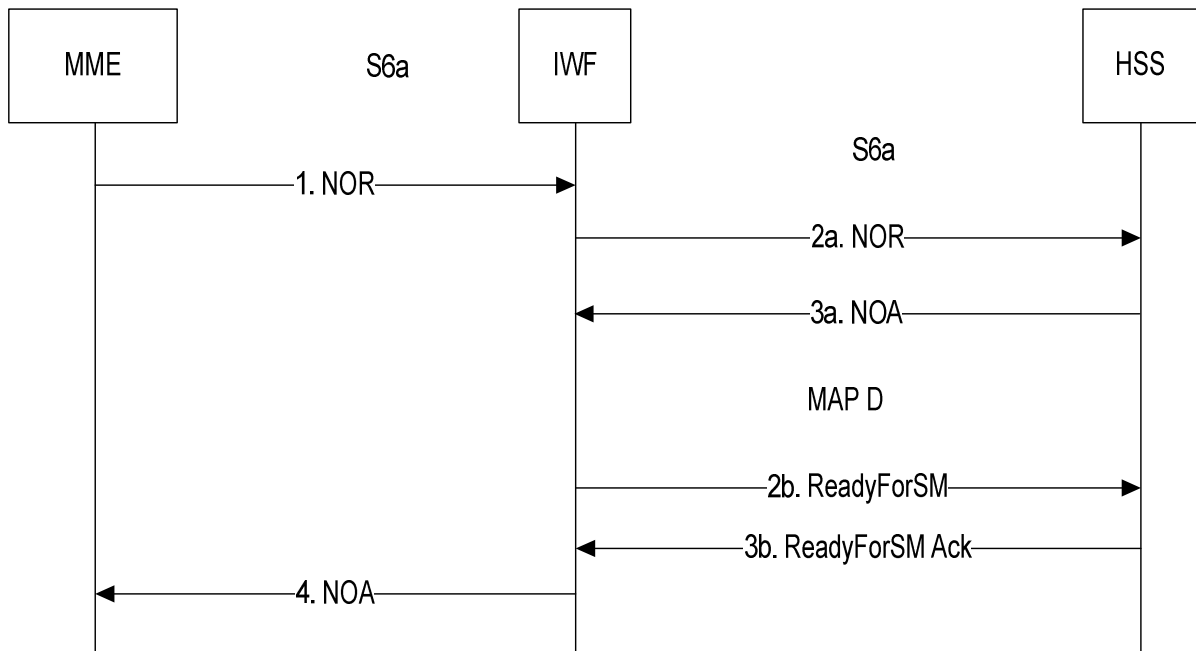 MME
S6a
IWF
HSS
S6a
1. NOR
2a. NOR
3a. NOA
MAP D
2b. ReadyForSM
3b. ReadyForSM Ack
4. NOA